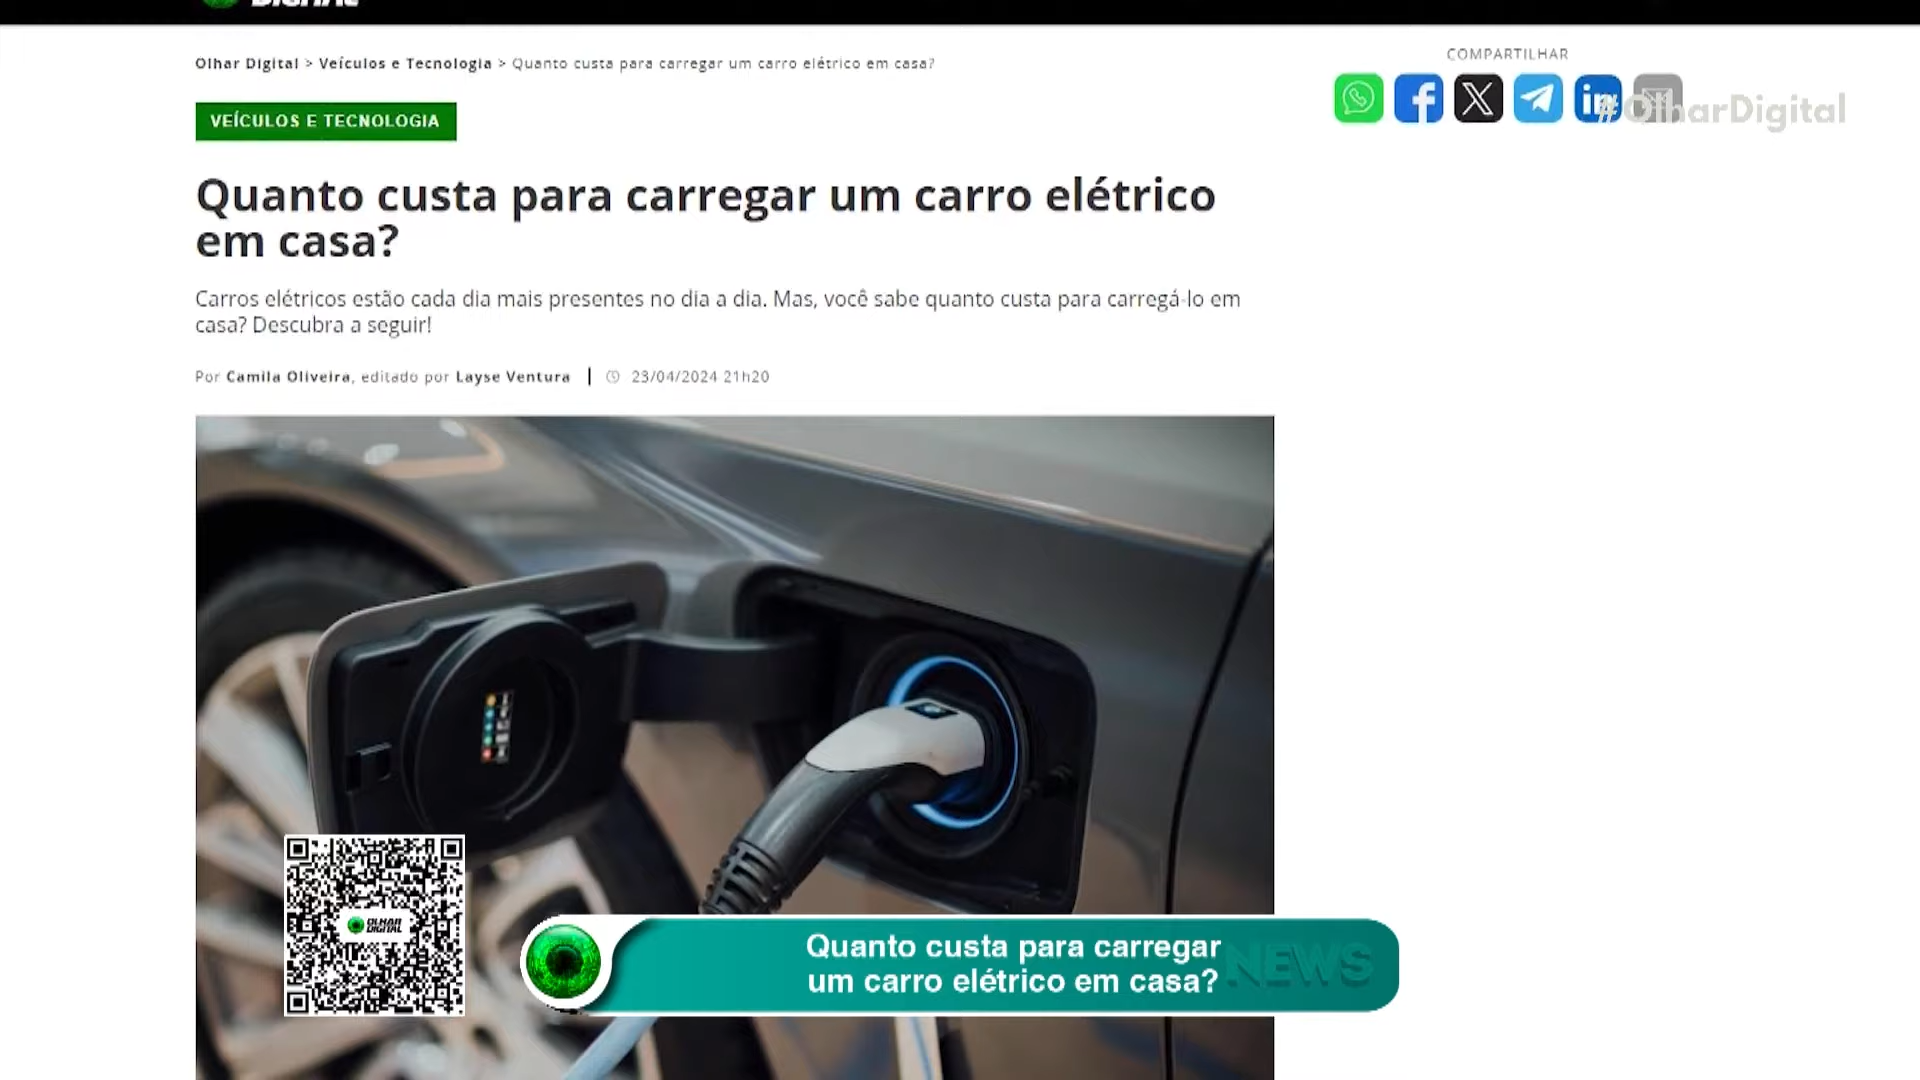 DIGITAL
Olhar Digital > Veículos e Tecnologia > Quanto custa para carregar um carro elétrico em casa?
COMPARTILHAR
#OlharDigital
VEÍCULOS E TECNOLOGIA
Quanto custa para carregar um carro elétrico
em casa?
Carros elétricos estão cada dia mais presentes no dia a dia. Mas, você sabe quanto custa para carregá-lo em
casa? Descubra a seguir!
Por Camila Oliveira, editado por Layse Ventura | 23/04/2024 21h20
OLHAR
DIGITAL
Quanto custa para carregar
um carro elétrico em casa?
NEWS